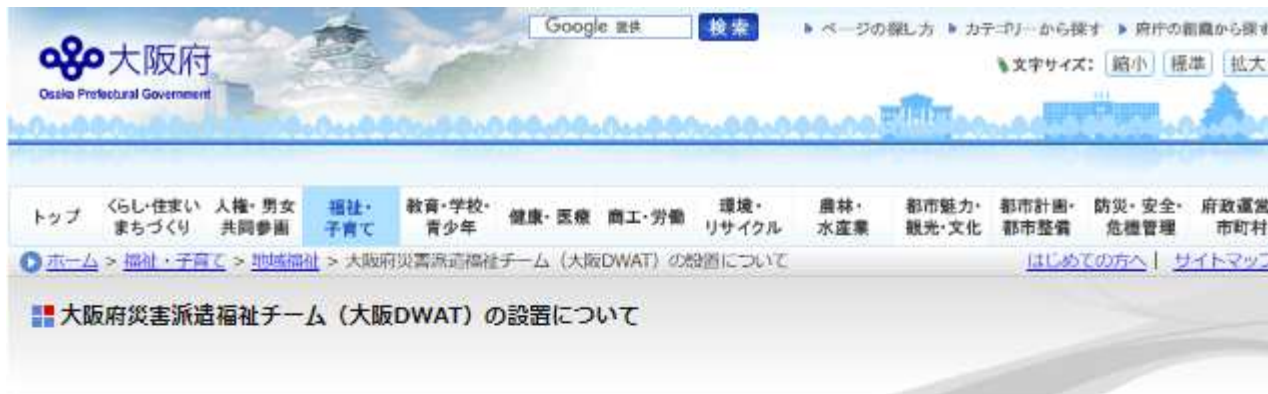 大阪府
Osaka Prefectural Government
Google 提供
検索
ページの探し方 カテゴリーから探す 府庁の組織から探す
文字サイズ: 縮小 標準 拡大
トップ
くらし・住まい
まちづくり
人権・男女
共同参画
福祉・
子育て
教育・学校・
青少年
健康・医療
商工・労働
環境・
リサイクル
農林・
水産業
都市魅力・
観光・文化
都市計画・
都市整備
防災・安全・
危機管理
府政運営
市町村
ホーム > 福祉・子育て > 地域福祉 > 大阪府災害派遣福祉チーム（大阪DWAT）の設置について
はじめての方へ | サイトマップ
大阪府災害派遣福祉チーム（大阪DWAT）の設置について